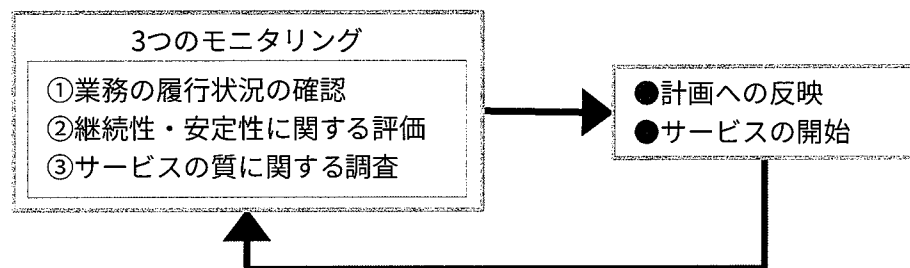 3つのモニタリング
①業務の履行状況の確認
②継続性・安定性に関する評価
③サービスの質に関する調査
●計画への反映
●サービスの開始